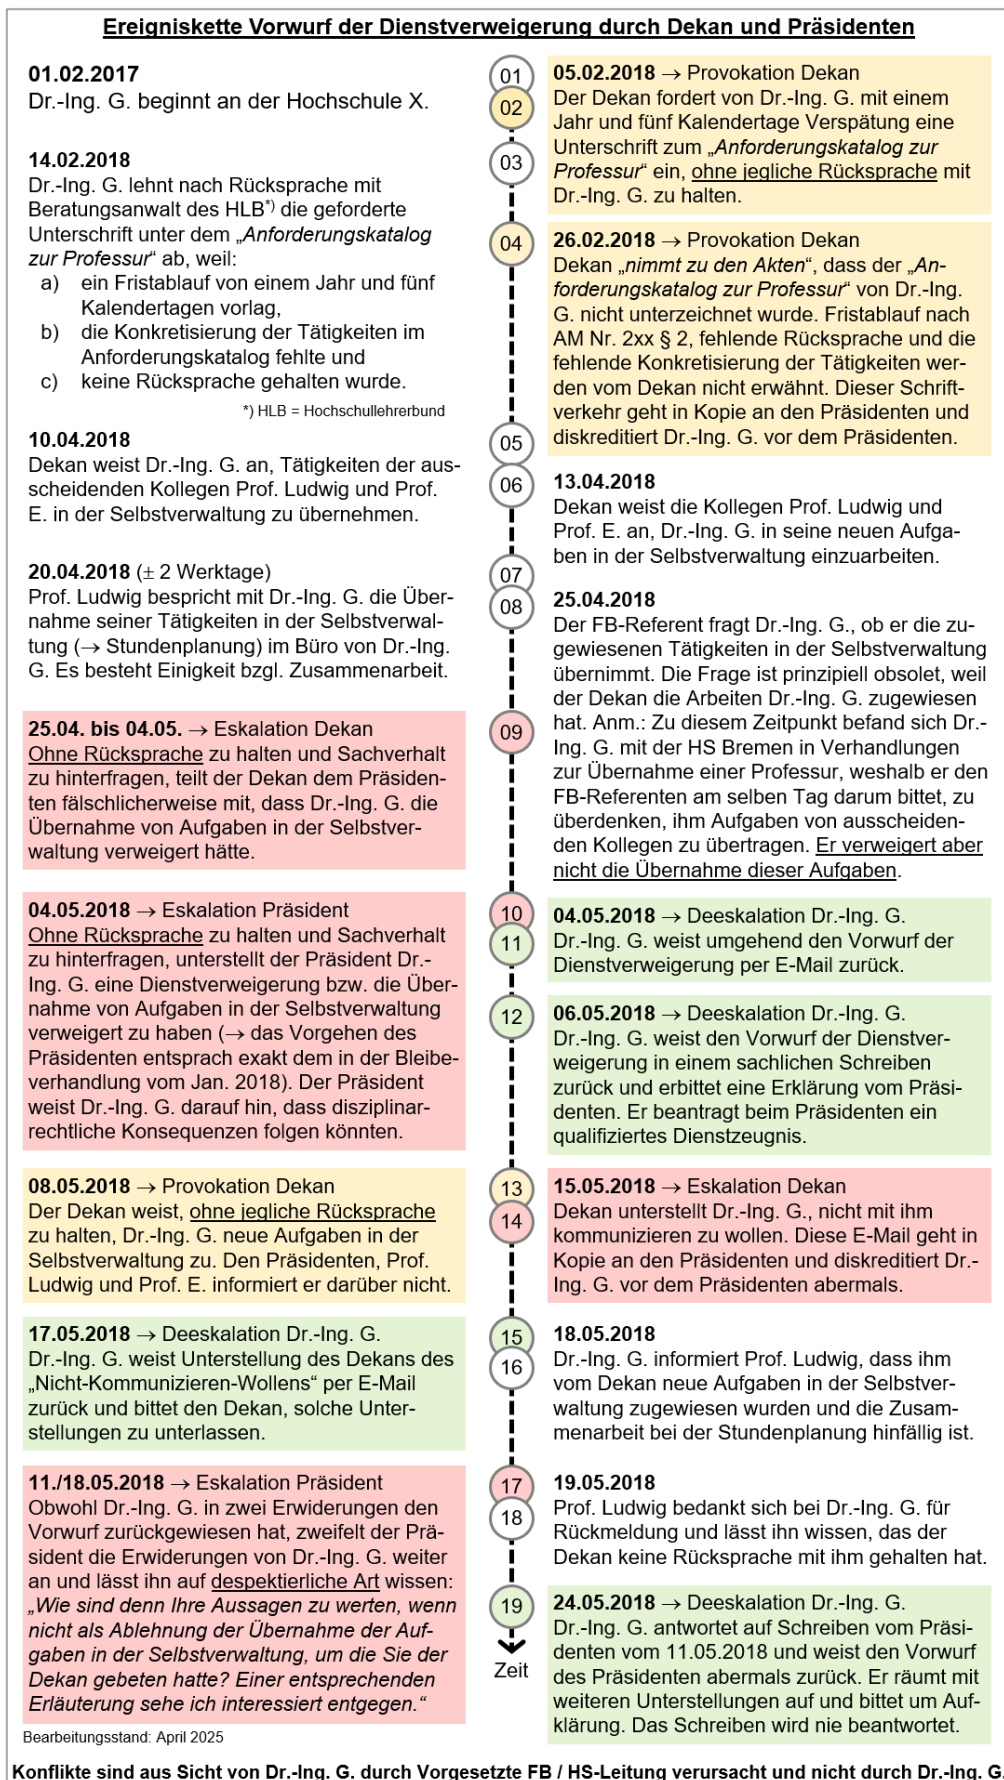 Ereigniskette Vorwurf der Dienstverweigerung durch Dekan und Präsidenten
01
01.02.2017
Dr.-Ing. G. beginnt an der Hochschule X.
02
05.02.2018 → Provokation Dekan
Der Dekan fordert von Dr.-Ing. G. mit einem
Jahr und fünf Kalendertage Verspätung eine
Unterschrift zum „Anforderungskatalog zur
Professur“ ein, ohne jegliche Rücksprache mit
Dr.-Ing. G. zu halten.
03
14.02.2018
Dr.-Ing. G. lehnt nach Rücksprache mit
Beratungsanwalt des HLB*) die geforderte
Unterschrift unter dem „Anforderungskatalog
zur Professur“ ab, weil:
a) ein Fristablauf von einem Jahr und fünf
Kalendertagen vorlag,
b) die Konkretisierung der Tätigkeiten im
Anforderungskatalog fehlte und
c) keine Rücksprache gehalten wurde.
*) HLB = Hochschullehrerbund
04
26.02.2018 → Provokation Dekan
Dekan „nimmt zu den Akten“, dass der „An-
forderungskatalog zur Professur“ von Dr.-Ing.
G. nicht unterzeichnet wurde. Fristablauf nach
AM Nr. 2xx § 2, fehlende Rücksprache und die
fehlende Konkretisierung der Tätigkeiten wer-
den vom Dekan nicht erwähnt. Dieser Schrift-
verkehr geht in Kopie an den Präsidenten und
diskreditiert Dr.-Ing. G. vor dem Präsidenten.
05
10.04.2018
Dekan weist Dr.-Ing. G. an, Tätigkeiten der aus-
scheidenden Kollegen Prof. Ludwig und Prof.
E. in der Selbstverwaltung zu übernehmen.
06
13.04.2018
Dekan weist die Kollegen Prof. Ludwig und
Prof. E. an, Dr.-Ing. G. in seine neuen Aufga-
ben in der Selbstverwaltung einzuarbeiten.
07
20.04.2018 (± 2 Werktage)
Prof. Ludwig bespricht mit Dr.-Ing. G. die Über-
nahme seiner Tätigkeiten in der Selbstverwal-
tung (→ Stundenplanung) im Büro von Dr.-Ing.
G. Es besteht Einigkeit bzgl. Zusammenarbeit.
08
25.04.2018
Der FB-Referent fragt Dr.-Ing. G., ob er die zu-
gewiesenen Tätigkeiten in der Selbstverwaltung
übernimmt. Die Frage ist prinzipiell obsolet, weil
der Dekan die Arbeiten Dr.-Ing. G. zugewiesen
hat. Anm.: Zu diesem Zeitpunkt befand sich Dr.-
Ing. G. mit der HS Bremen in Verhandlungen
zur Übernahme einer Professur, weshalb er den
FB-Referenten am selben Tag darum bittet, zu
überdenken, ihm Aufgaben von ausscheiden-
den Kollegen zu übertragen. Er verweigert aber
nicht die Übernahme dieser Aufgaben.
09
25.04. bis 04.05. → Eskalation Dekan
Ohne Rücksprache zu halten und Sachverhalt
zu hinterfragen, teilt der Dekan dem Präsiden-
ten fälschlicherweise mit, dass Dr.-Ing. G. die
Übernahme von Aufgaben in der Selbstver-
waltung verweigert hätte.
10
04.05.2018 → Eskalation Präsident
Ohne Rücksprache zu halten und Sachverhalt
zu hinterfragen, unterstellt der Präsident Dr.-
Ing. G. eine Dienstverweigerung bzw. die Über-
nahme von Aufgaben in der Selbstverwaltung
verweigert zu haben (→ das Vorgehen des
Präsidenten entsprach exakt dem in der Bleibe-
verhandlung vom Jan. 2018). Der Präsident
weist Dr.-Ing. G. darauf hin, dass disziplinar-
rechtliche Konsequenzen folgen könnten.
11
04.05.2018 → Deeskalation Dr.-Ing. G.
Dr.-Ing. G. weist umgehend den Vorwurf der
Dienstverweigerung per E-Mail zurück.
12
06.05.2018 → Deeskalation Dr.-Ing. G.
Dr.-Ing. G. weist den Vorwurf der Dienstver-
weigerung in einem sachlichen Schreiben
zurück und erbittet eine Erklärung vom Präsi-
denten. Er beantragt beim Präsidenten ein
qualifiziertes Dienstzeugnis.
13
08.05.2018 → Provokation Dekan
Der Dekan weist, ohne jegliche Rücksprache
zu halten, Dr.-Ing. G. neue Aufgaben in der
Selbstverwaltung zu. Den Präsidenten, Prof.
Ludwig und Prof. E. informiert er darüber nicht.
14
15.05.2018 → Eskalation Dekan
Dekan unterstellt Dr.-Ing. G., nicht mit ihm
kommunizieren zu wollen. Diese E-Mail geht in
Kopie an den Präsidenten und diskreditiert Dr.-
Ing. G. vor dem Präsidenten abermals.
15
17.05.2018 → Deeskalation Dr.-Ing. G.
Dr.-Ing. G. weist Unterstellung des Dekans des
„Nicht-Kommunizieren-Wollens“ per E-Mail
zurück und bittet den Dekan, solche Unter-
stellungen zu unterlassen.
16
18.05.2018
Dr.-Ing. G. informiert Prof. Ludwig, dass ihm
vom Dekan neue Aufgaben in der Selbstver-
waltung zugewiesen wurden und die Zusam-
menarbeit bei der Stundenplanung hinfällig ist.
17
11./18.05.2018 → Eskalation Präsident
Obwohl Dr.-Ing. G. in zwei Erwiderungen den
Vorwurf zurückgewiesen hat, zweifelt der Prä-
sident die Erwiderungen von Dr.-Ing. G. weiter
an und lässt ihn auf despektierliche Art wissen:
„Wie sind denn Ihre Aussagen zu werten, wenn
nicht als Ablehnung der Übernahme der Auf-
gaben in der Selbstverwaltung, um die Sie der
Dekan gebeten hatte? Einer entsprechenden
Erläuterung sehe ich interessiert entgegen.“
18
19.05.2018
Prof. Ludwig bedankt sich bei Dr.-Ing. G. für
Rückmeldung und lässt ihn wissen, das der
Dekan keine Rücksprache mit ihm gehalten hat.
19
24.05.2018 → Deeskalation Dr.-Ing. G.
Dr.-Ing. G. antwortet auf Schreiben vom Präsi-
denten vom 11.05.2018 und weist den Vorwurf
des Präsidenten abermals zurück. Er räumt mit
weiteren Unterstellungen auf und bittet um Auf-
klärung. Das Schreiben wird nie beantwortet.
Zeit
Bearbeitungsstand: April 2025
Konflikte sind aus Sicht von Dr.-Ing. G. durch Vorgesetzte FB / HS-Leitung verursacht und nicht durch Dr.-Ing. G.